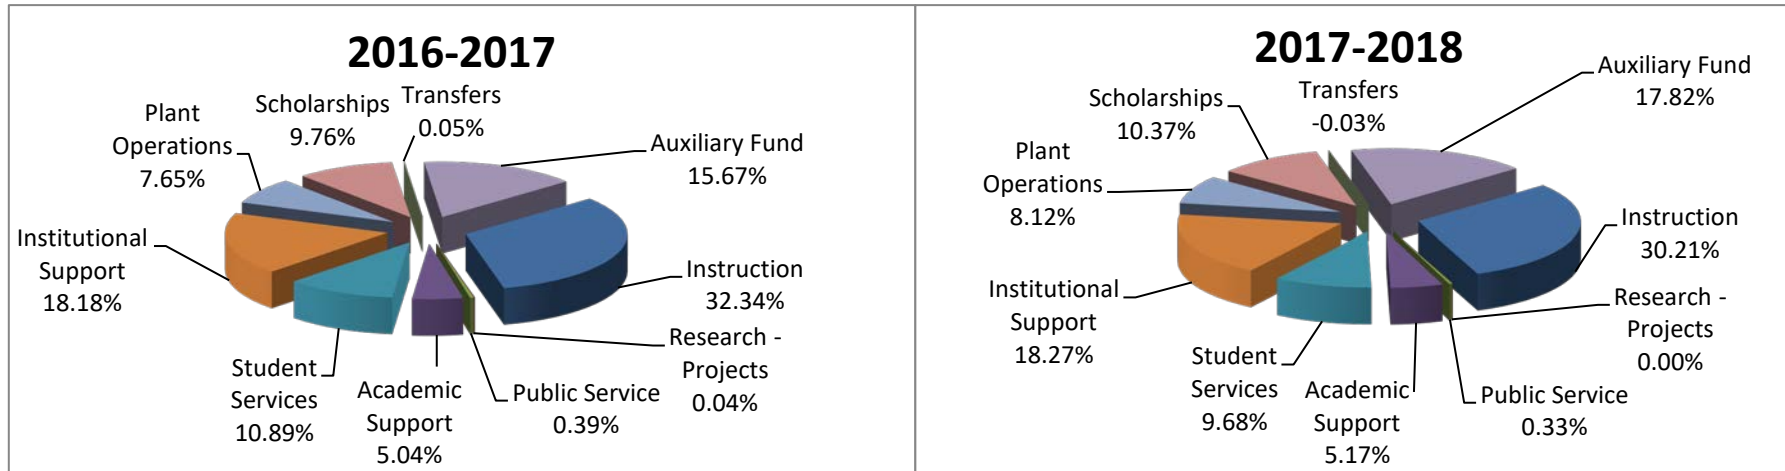 2016-2017
Transfers
0.05%
Scholarships
9.76%
Plant
Operations
7.65%
Auxiliary Fund
15.67%
Institutional
Support
18.18%
Instruction
32.34%
Research -
Projects
0.04%
Student
Services
10.89%
Academic
Support
5.04%
Public Service
0.39%
2017-2018
Auxiliary Fund
17.82%
Transfers
-0.03%
Scholarships
10.37%
Plant
Operations
8.12%
Instruction
30.21%
Institutional
Support
18.27%
Research -
Projects
0.00%
Student
Services
9.68%
Academic
Support
5.17%
Public Service
0.33%